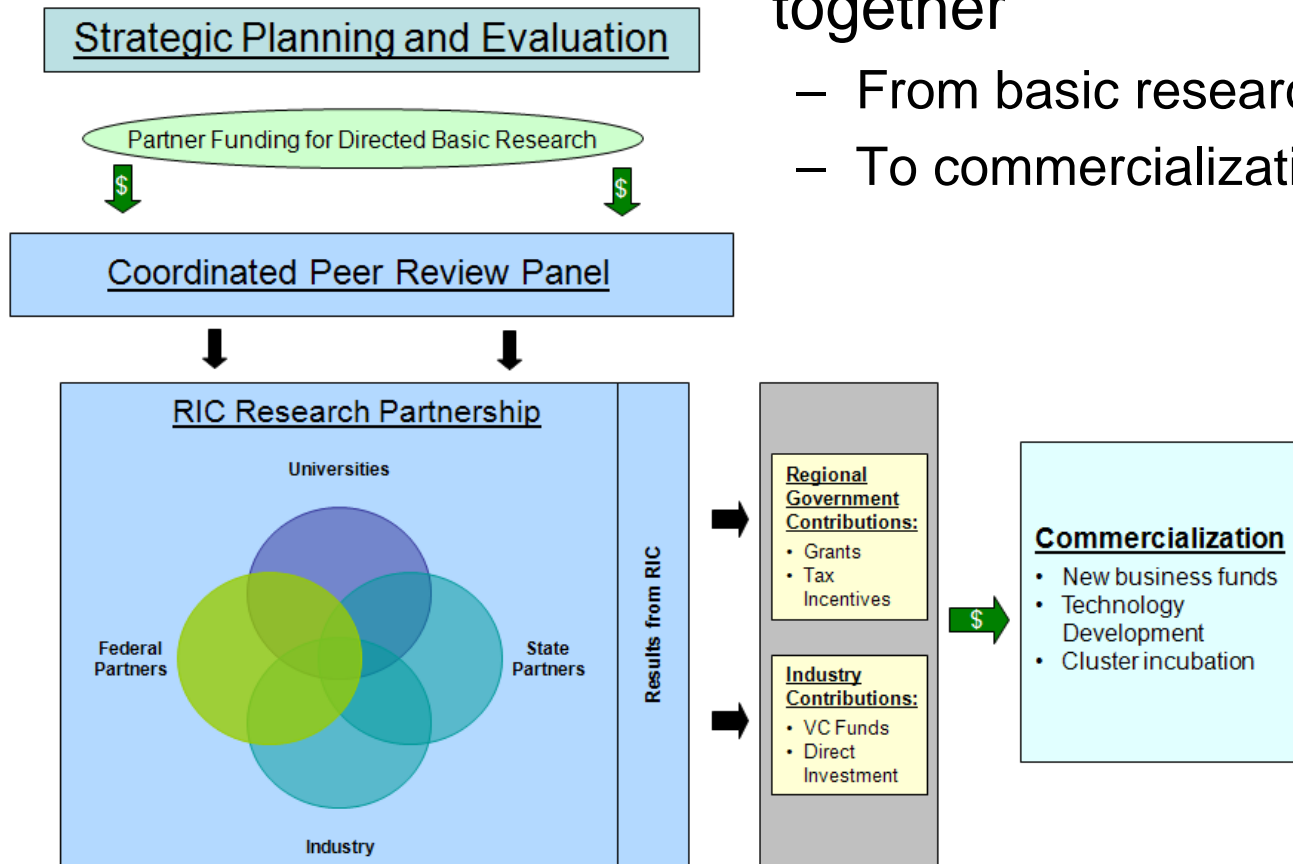 together
– From basic
– To
Strategic Planning and Evaluation
Partner Funding for Directed Basic Research
$ $
Coordinated Peer Review Panel
RIC Research Partnership
Universities
Federal
Partners
State
Partners
Industry
Results from RIC
Regional
Government
Contributions:
• Grants
• Tax
Incentives
Industry
Contributions:
• VC Funds
• Direct
Investment
$
Commercialization
• New business funds
• Technology
Development
• Cluster incubation